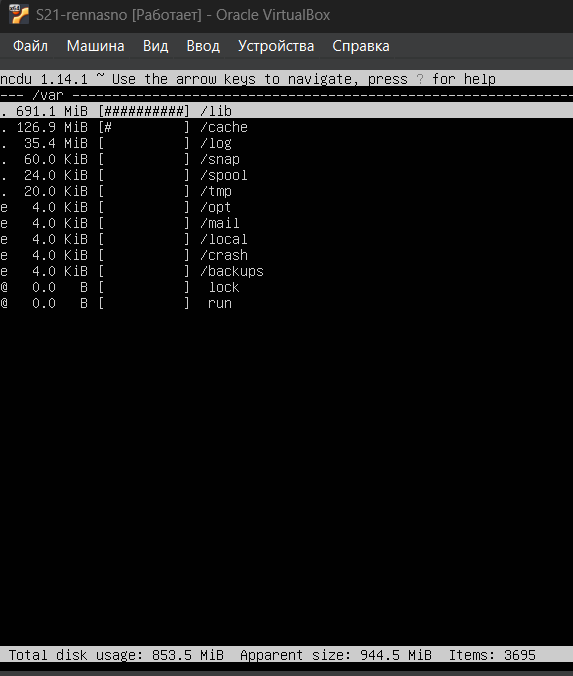 S21-rennasno [Работает] - Oracle VirtualBox
Файл Машина Вид Ввод Устройства Справка
ncdu 1.14.1 ~ Use the arrow keys to navigate, press ? for help
--- /var ---------------------------------------------------------------
. 691.1 MiB [##########] /lib
. 126.9 MiB [#         ] /cache
.  35.4 MiB [          ] /log
.  60.0 KiB [          ] /snap
.  24.0 KiB [          ] /spool
.  20.0 KiB [          ] /tmp
e   4.0 KiB [          ] /opt
e   4.0 KiB [          ] /mail
e   4.0 KiB [          ] /local
e   4.0 KiB [          ] /crash
e   4.0 KiB [          ] /backups
@   0.0   B [          ]  lock
@   0.0   B [          ]  run
Total disk usage: 853.5 MiB  Apparent size: 944.5 MiB  Items: 3695